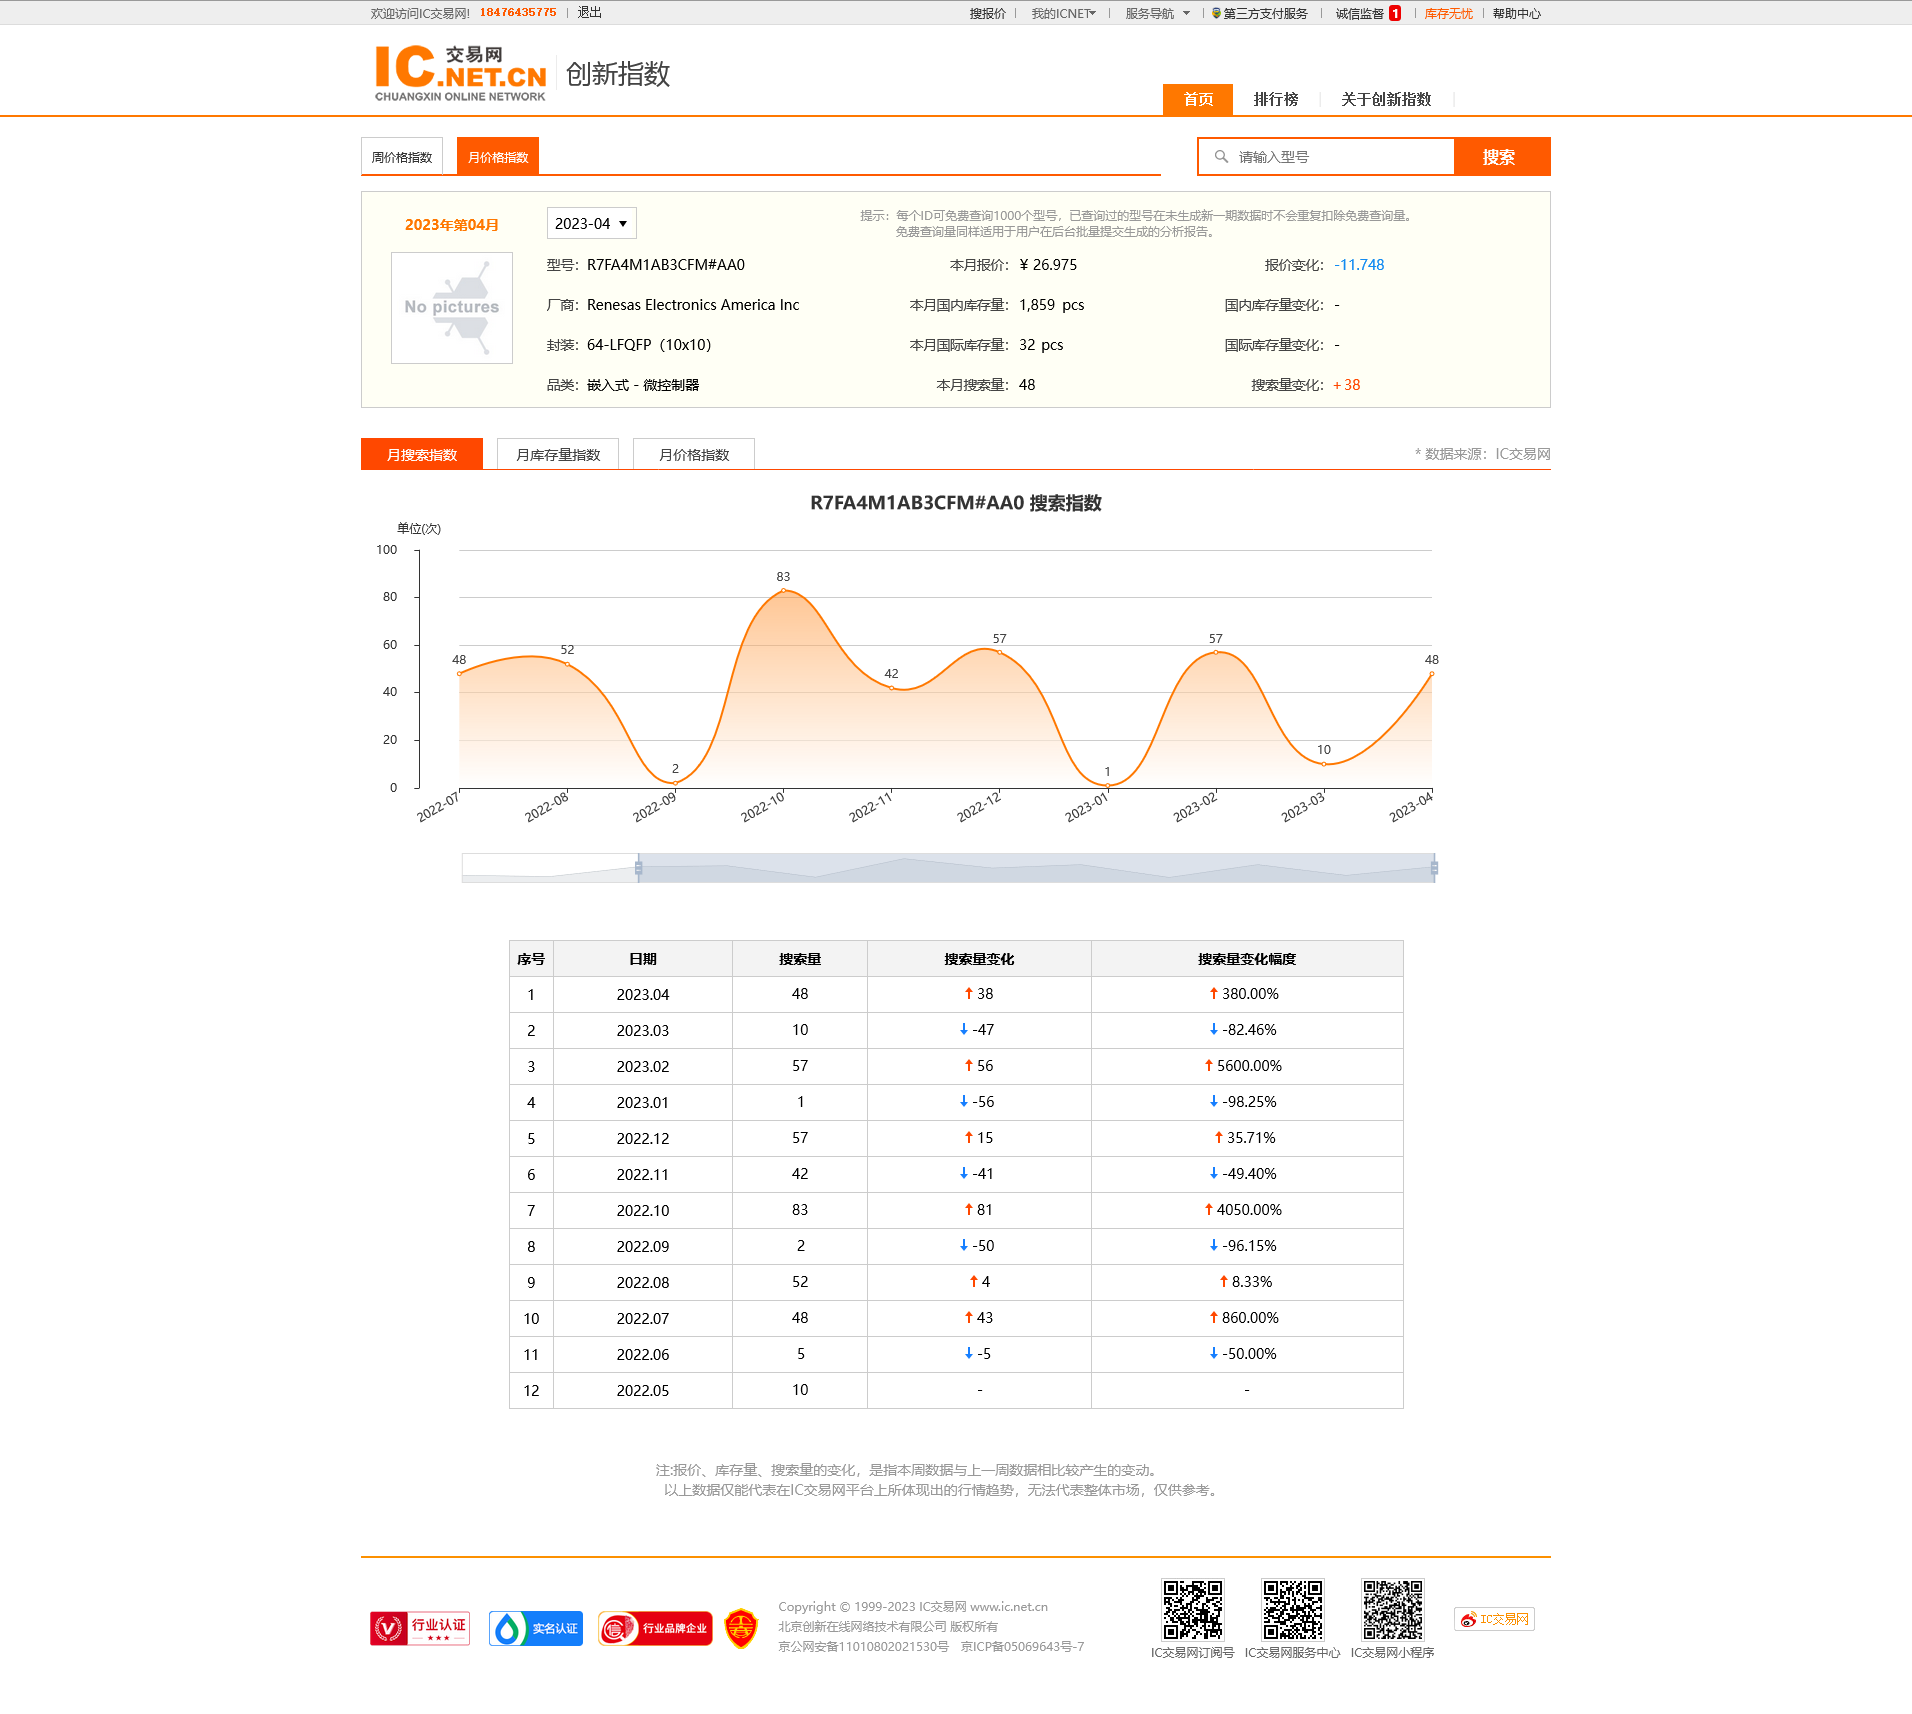 欢迎访问IC交易网! 18476435775 退出 搜报价 我的ICNET 服务导航 第三方支付服务 诚信监督 1 库存无忧 帮助中心
IC 交易网 .NET.CN
CHUANGXIN ONLINE NETWORK
创新指数
首页 排行榜 关于创新指数
周价格指数 月价格指数 请输入型号 搜索
2023年第04月 2023-04 提示：每个ID可免费查询1000个型号，已查询过的型号在未生成新一期数据时不会重复扣除免费查询量。
免费查询量同样适用于用户在后台批量提交生成的分析报告。
No pictures
型号：R7FA4M1AB3CFM#AA0 本月报价：¥ 26.975 报价变化：-11.748
厂商：Renesas Electronics America Inc 本月国内库存量：1,859 pcs 国内库存量变化：-
封装：64-LFQFP（10x10） 本月国际库存量：32 pcs 国际库存量变化：-
品类：嵌入式 - 微控制器 本月搜索量：48 搜索量变化：+38
月搜索指数 月库存量指数 月价格指数 * 数据来源：IC交易网
R7FA4M1AB3CFM#AA0 搜索指数
单位(次)
100
80
60
40
20
0
48 52 2 83 42 57 1 57 10 48
2022-07 2022-08 2022-09 2022-10 2022-11 2022-12 2023-01 2023-02 2023-03 2023-04
序号 日期 搜索量 搜索量变化 搜索量变化幅度
1 2023.04 48 ↑ 38 ↑ 380.00%
2 2023.03 10 ↓ -47 ↓ -82.46%
3 2023.02 57 ↑ 56 ↑ 5600.00%
4 2023.01 1 ↓ -56 ↓ -98.25%
5 2022.12 57 ↑ 15 ↑ 35.71%
6 2022.11 42 ↓ -41 ↓ -49.40%
7 2022.10 83 ↑ 81 ↑ 4050.00%
8 2022.09 2 ↓ -50 ↓ -96.15%
9 2022.08 52 ↑ 4 ↑ 8.33%
10 2022.07 48 ↑ 43 ↑ 860.00%
11 2022.06 5 ↓ -5 ↓ -50.00%
12 2022.05 10 - -
注:报价、库存量、搜索量的变化，是指本周数据与上一周数据相比较产生的变动。
以上数据仅能代表在IC交易网平台上所体现出的行情趋势，无法代表整体市场，仅供参考。
行业认证
实名认证
行业品牌企业
Copyright © 1999-2023 IC交易网 www.ic.net.cn
北京创新在线网络技术有限公司 版权所有
京公网安备11010802021530号 京ICP备05069643号-7
IC交易网订阅号 IC交易网服务中心 IC交易网小程序
IC交易网